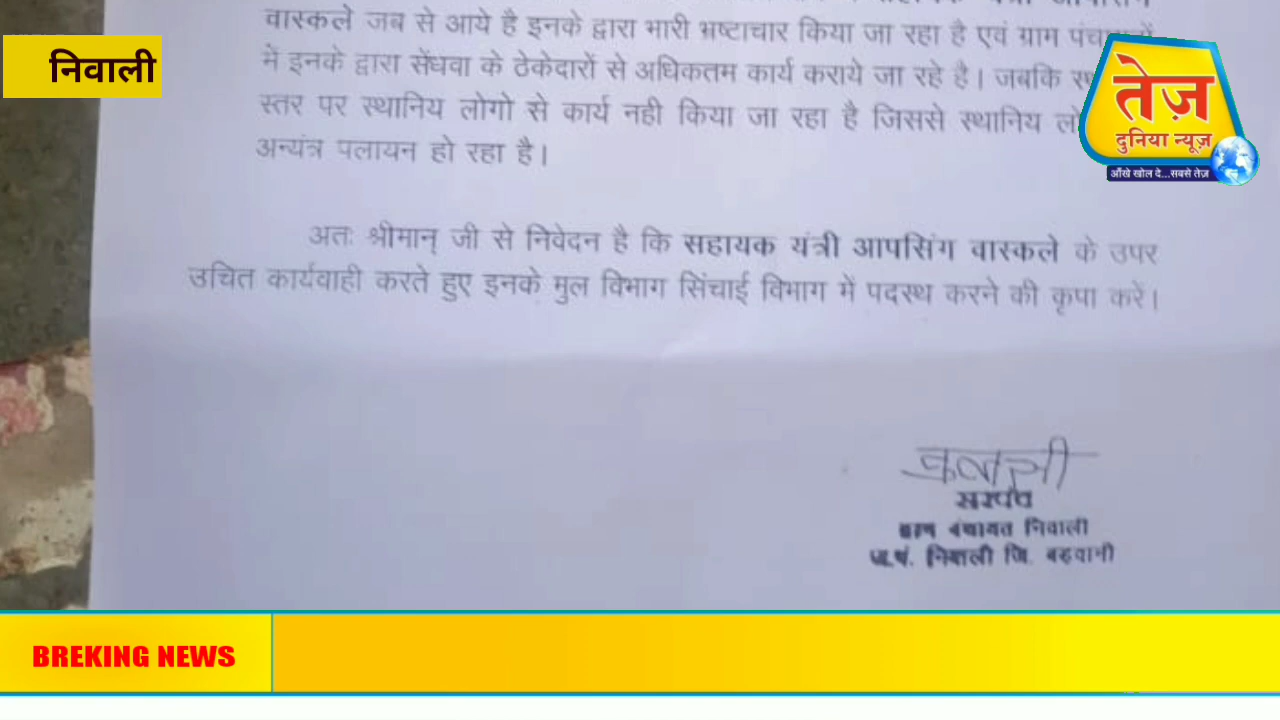 निवाली
वास्कले जब से आये है इनके द्वारा भारी भ्रष्टाचार किया जा रहा है एवं ग्राम
में इनके द्वारा सेंधवा के ठेकेदारों से अधिकतम कार्य कराये जा रहे है। जबकि
स्तर पर स्थानिय लोगो से कार्य नही किया जा रहा है जिससे स्थानिय
अन्यंत्र पलायन हो रहा है।
अतः श्रीमान् जी से निवेदन है कि सहायक यंत्री आपसिंग वास्कले के उपर
उचित कार्यवाही करते हुए इनके मुल विभाग सिंचाई विभाग में पदस्थ करने की कृपा करें।
सरपंच
ग्राम पंचायत निवाली
ज.पं. निवाली जि. बड़वानी
तेज़
दुनिया न्यूज़
आँखे खोल दे...सबसे तेज़
BREKING NEWS